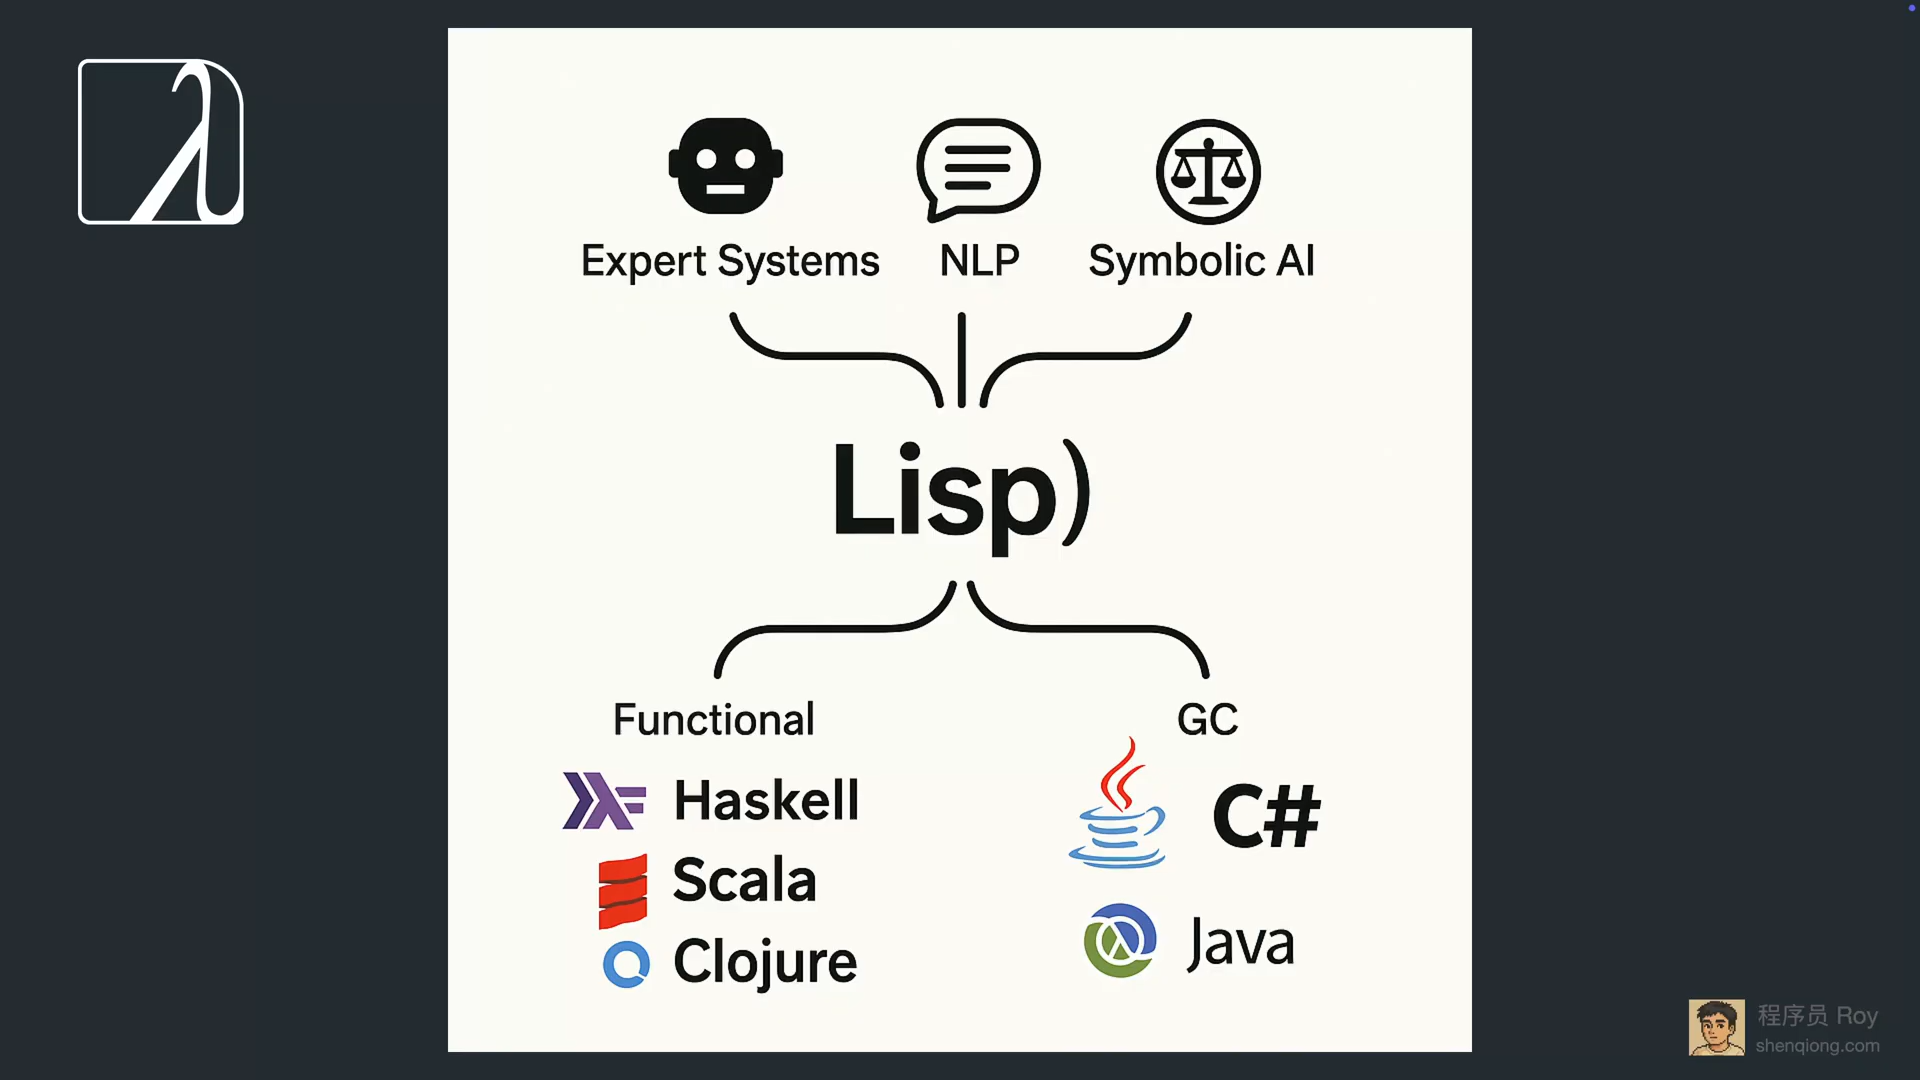 λ
Expert Systems
NLP
Symbolic AI
Lisp)
Functional
GC
Haskell
C#
Scala
Java
Clojure
程序员 Roy
shenqiong.com